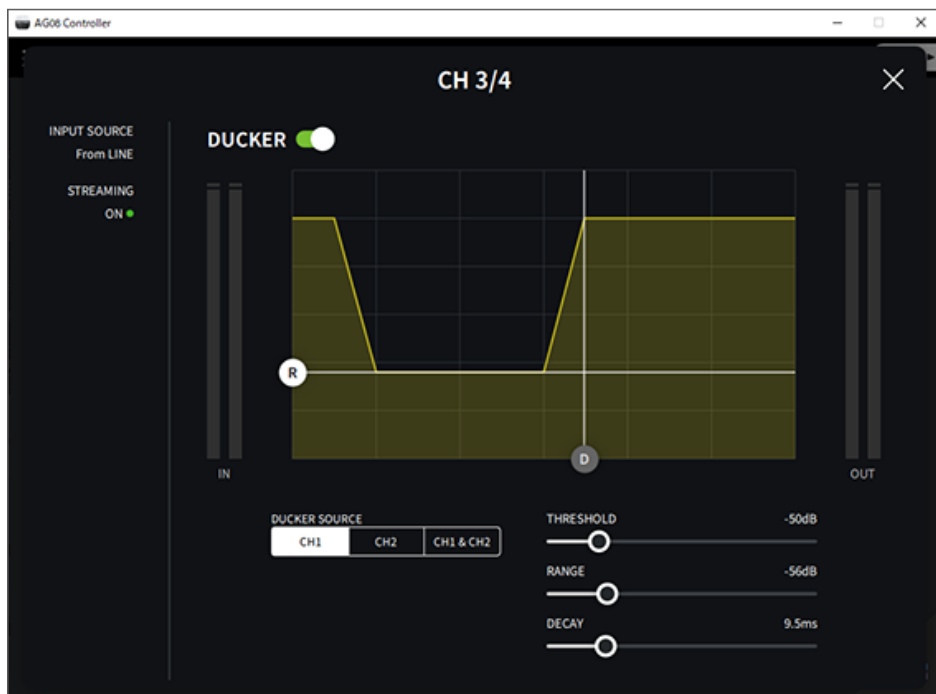 AG08 Controller
CH 3/4
INPUT SOURCE
From LINE
STREAMING
ON
DUCKER
R
D
IN
OUT
DUCKER SOURCE
CH1 CH2 CH1 & CH2
THRESHOLD -50dB
RANGE -56dB
DECAY 9.5ms